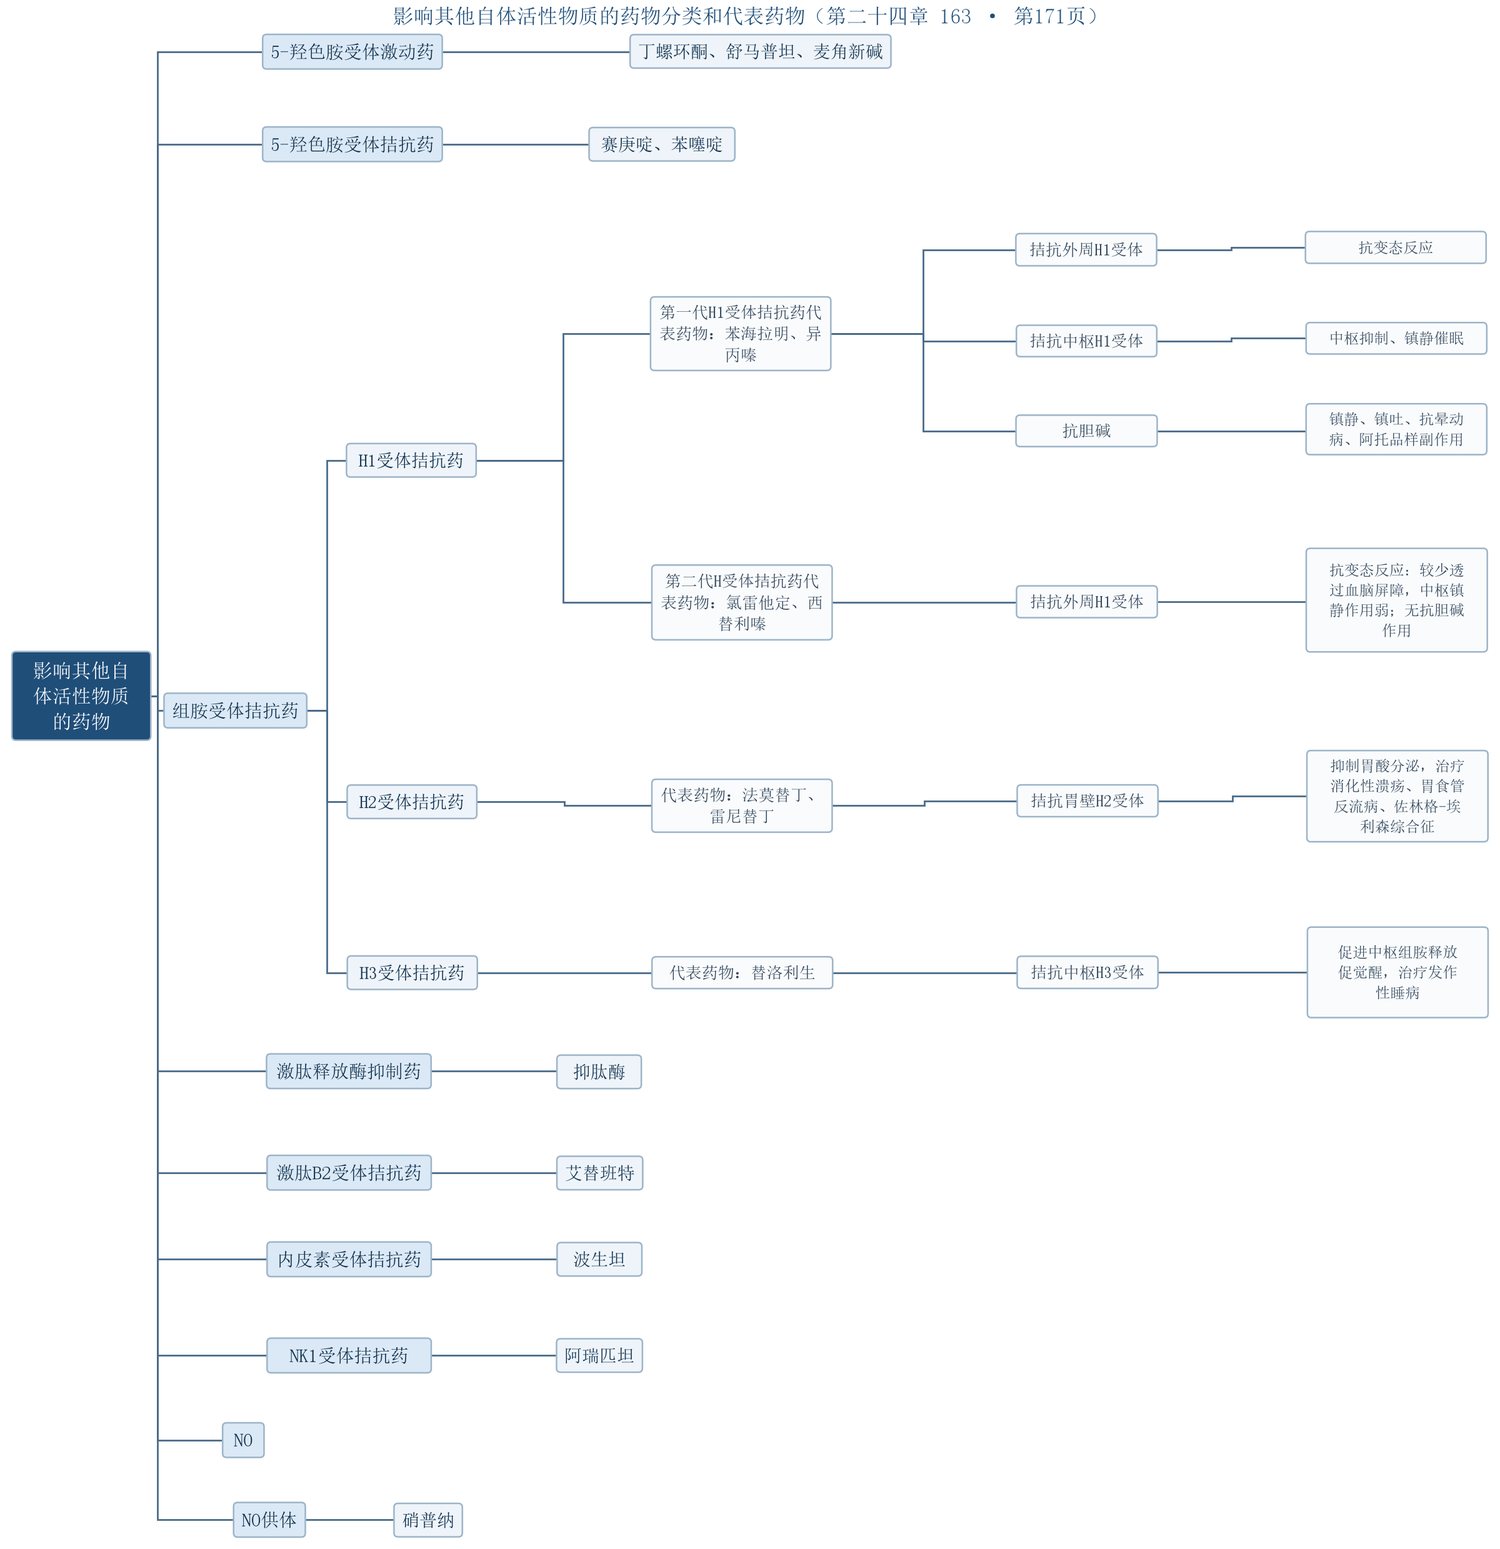 影响其他自体活性物质的药物分类和代表药物（第二十四章 163 • 第171页）
5-羟色胺受体激动药
丁螺环酮、舒马普坦、麦角新碱
5-羟色胺受体拮抗药
赛庚啶、苯噻啶
拮抗外周H1受体
抗变态反应
第一代H1受体拮抗药代
表药物：苯海拉明、异
丙嗪
拮抗中枢H1受体
中枢抑制、镇静催眠
抗胆碱
镇静、镇吐、抗晕动
病、阿托品样副作用
H1受体拮抗药
第二代H受体拮抗药代
表药物：氯雷他定、西
替利嗪
拮抗外周H1受体
抗变态反应：较少透
过血脑屏障，中枢镇
静作用弱；无抗胆碱
作用
影响其他自
体活性物质
的药物
组胺受体拮抗药
H2受体拮抗药
代表药物：法莫替丁、
雷尼替丁
拮抗胃壁H2受体
抑制胃酸分泌，治疗
消化性溃疡、胃食管
反流病、佐林格-埃
利森综合征
H3受体拮抗药
代表药物：替洛利生
拮抗中枢H3受体
促进中枢组胺释放
促觉醒，治疗发作
性睡病
激肽释放酶抑制药
抑肽酶
激肽B2受体拮抗药
艾替班特
内皮素受体拮抗药
波生坦
NK1受体拮抗药
阿瑞匹坦
NO
NO供体
硝普纳